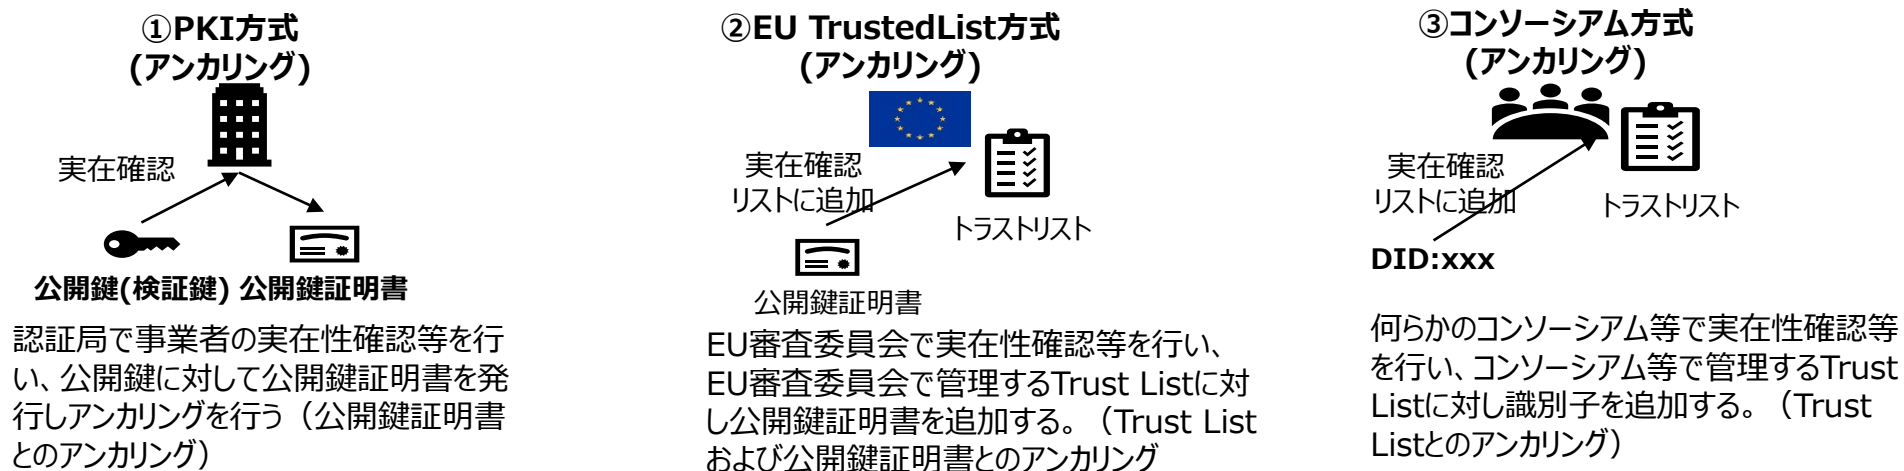 ①PKI方式
(アンカリング)
実在確認
公開鍵(検証鍵) 公開鍵証明書
認証局で事業者の実在性確認等を行
い、公開鍵に対して公開鍵証明書を発
行しアンカリングを行う（公開鍵証明書
とのアンカリング）
②EU TrustedList方式
(アンカリング)
実在確認
リストに追加
トラストリスト
公開鍵証明書
EU審査委員会で実在性確認等を行い、
EU審査委員会で管理するTrust Listに対
し公開鍵証明書を追加する。（Trust List
および公開鍵証明書とのアンカリング
③コンソーシアム方式
(アンカリング)
実在確認
リストに追加
トラストリスト
DID:xxx
何らかのコンソーシアム等で実在性確認等
を行い、コンソーシアム等で管理するTrust
Listに対し識別子を追加する。（Trust
Listとのアンカリング）